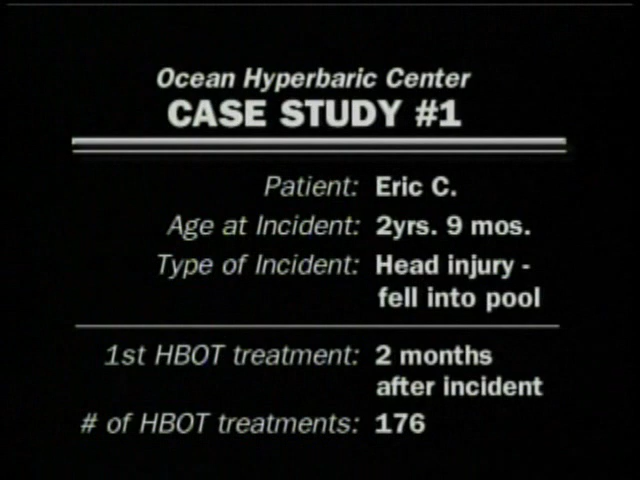 Ocean Hyperbaric Center
CASE STUDY #1
Patient: Eric C.
Age at Incident: 2yrs. 9 mos.
Type of Incident: Head injury -
fell into pool
1st HBOT treatment: 2 months
after incident
# of HBOT treatments: 176